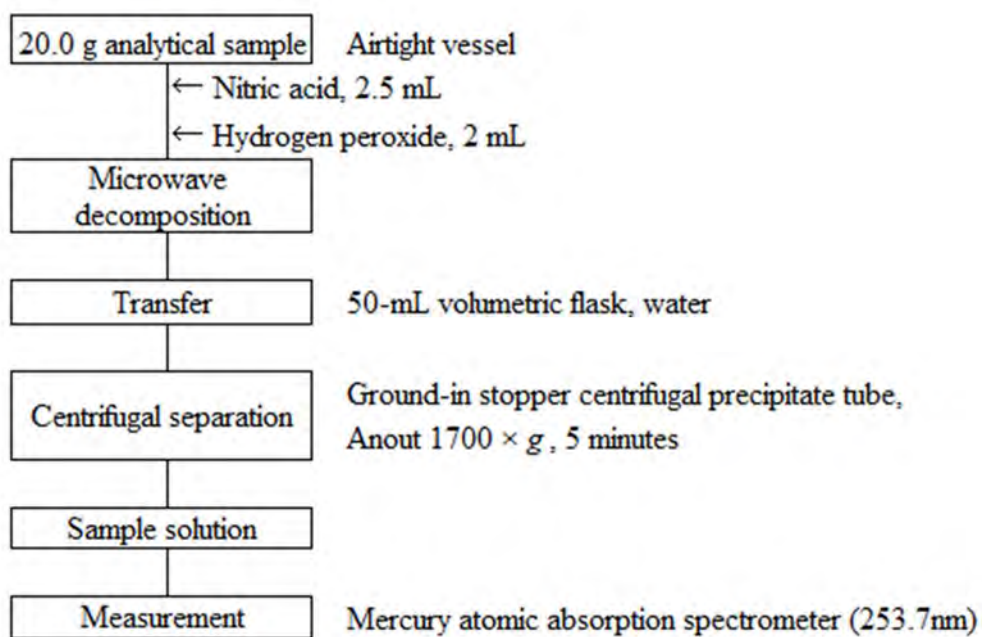 20.0 g analytical sample Airtight vessel
← Nitric acid, 2.5 mL
← Hydrogen peroxide, 2 mL
Microwave
decomposition
Transfer 50-mL volumetric flask, water
Centrifugal separation
Ground-in stopper centrifugal precipitate tube,
Anout 1700 × g , 5 minutes
Sample solution
Measurement Mercury atomic absorption spectrometer (253.7nm)